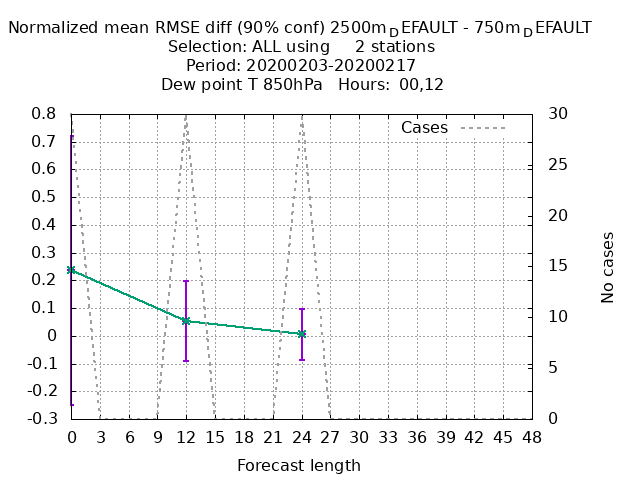 Normalized mean RMSE diff (90% conf) 2500m_DEFAULT - 750m_DEFAULT
Selection: ALL using 2 stations
Period: 20200203-20200217
Dew point T 850hPa Hours: 00,12
Cases
0.8
0.7
0.6
0.5
0.4
0.3
0.2
0.1
0
-0.1
-0.2
-0.3
30
25
20
15
10
5
0
No cases
0 3 6 9 12 15 18 21 24 27 30 33 36 39 42 45 48
Forecast length